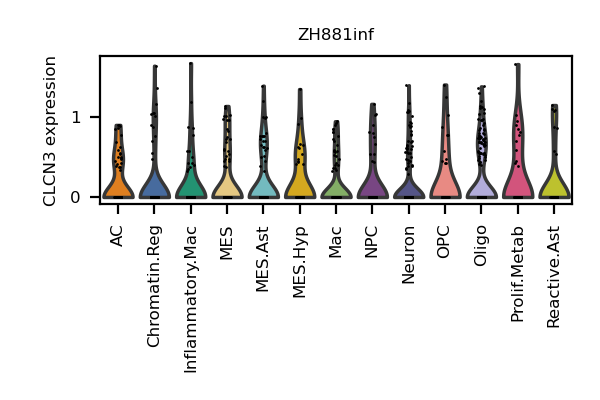 ZH881inf
CLCN3 expression
1
0
AC
Chromatin.Reg
Inflammatory.Mac
MES
MES.Ast
MES.Hyp
Mac
NPC
Neuron
OPC
Oligo
Prolif.Metab
Reactive.Ast